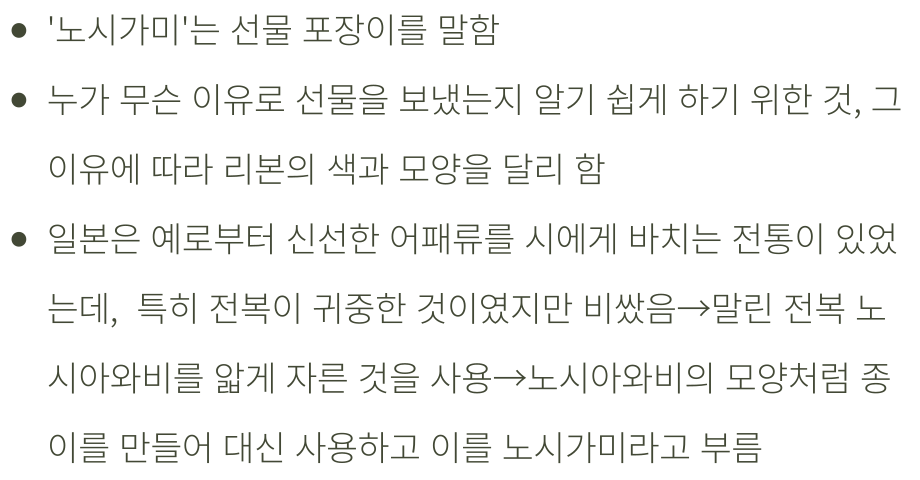 ● '노시가미'는 선물 포장이를 말함
● 누가 무슨 이유로 선물을 보냈는지 알기 쉽게 하기 위한 것, 그
이유에 따라 리본의 색과 모양을 달리 함
● 일본은 예로부터 신선한 어패류를 시에게 바치는 전통이 있었
는데,  특히 전복이 귀중한 것이였지만 비쌌음→말린 전복 노
시아와비를 앏게 자른 것을 사용→노시아와비의 모양처럼 종
이를 만들어 대신 사용하고 이를 노시가미라고 부름